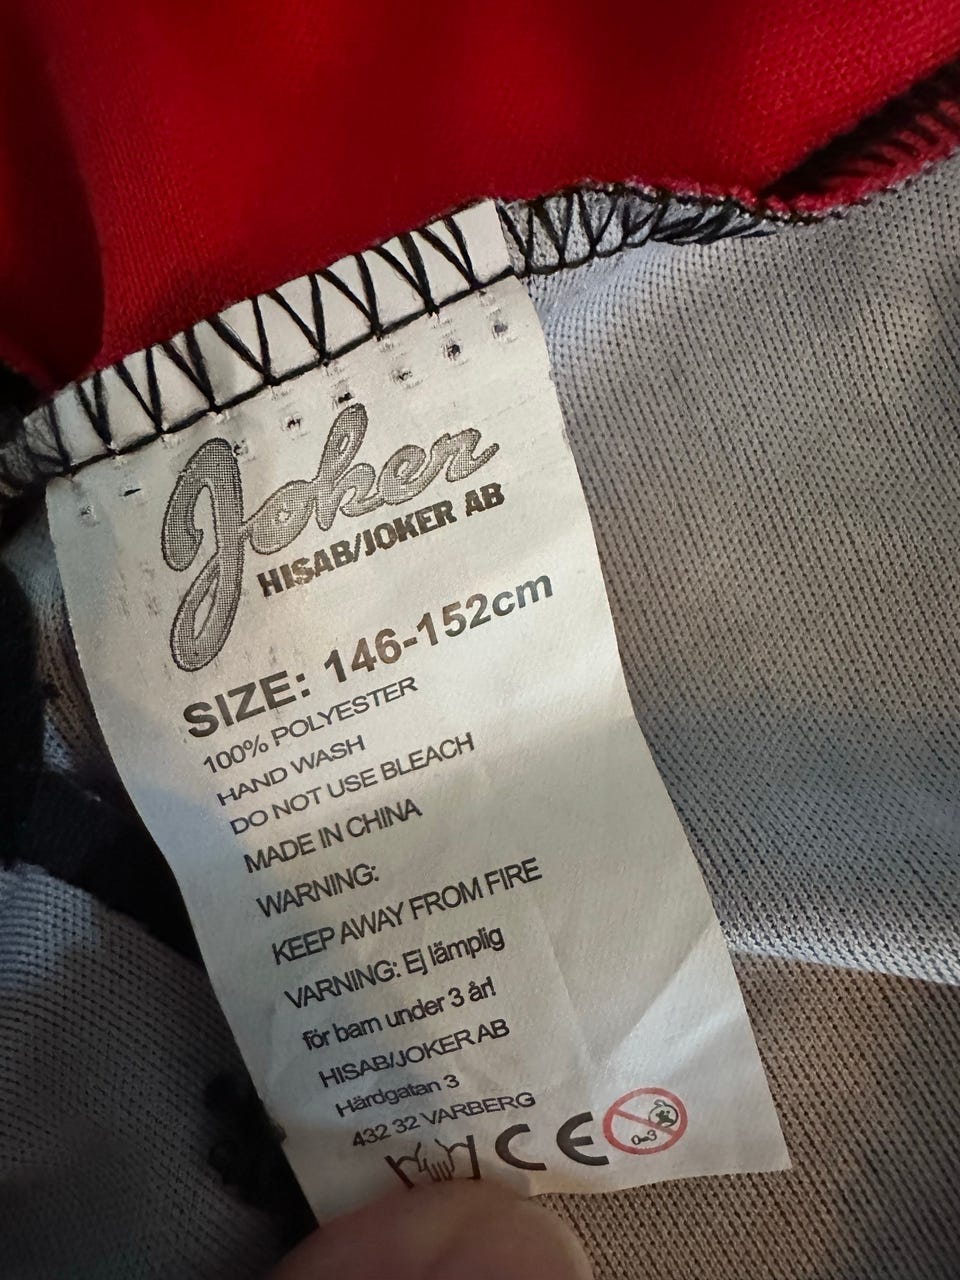 Joker
HISAB/JOKER AB
SIZE: 146-152cm
100% POLYESTER
HAND WASH
DO NOT USE BLEACH
MADE IN CHINA
WARNING:
KEEP AWAY FROM FIRE
VARNING: Ej lämplig
för barn under 3 år!
HISAB/JOKER AB
Härdgatan 3
432 32 VARBERG
CE 0-3